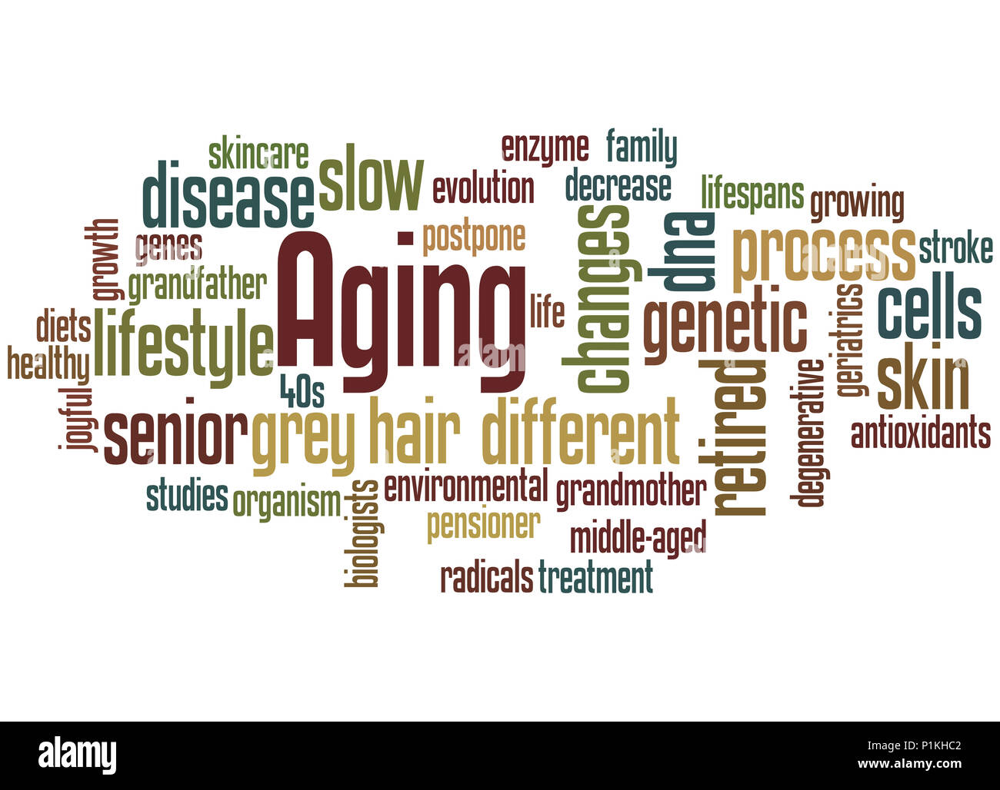 skincare
disease
slow
evolution
enzyme
family
decrease
lifespans
growing
growth
genes
grandfather
postpone
Aging
life
changes
dna
process
stroke
diets
lifestyle
healthy
joyful
40s
genetic
geriatrics
cells
skin
retired
degenerative
antioxidants
senior
grey hair
different
studies
organism
biologists
environmental
grandmother
pensioner
middle-aged
radicals
treatment
alamy
a
a
alamy
Image ID: P1KHC2
www.alamy.com